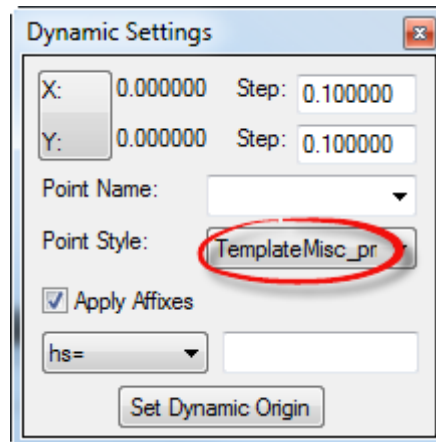 Dynamic Settings
X: 0.000000 Step: 0.100000
Y: 0.000000 Step: 0.100000
Point Name:
Point Style: TemplateMisc_pr
Apply Affixes
hs=
Set Dynamic Origin